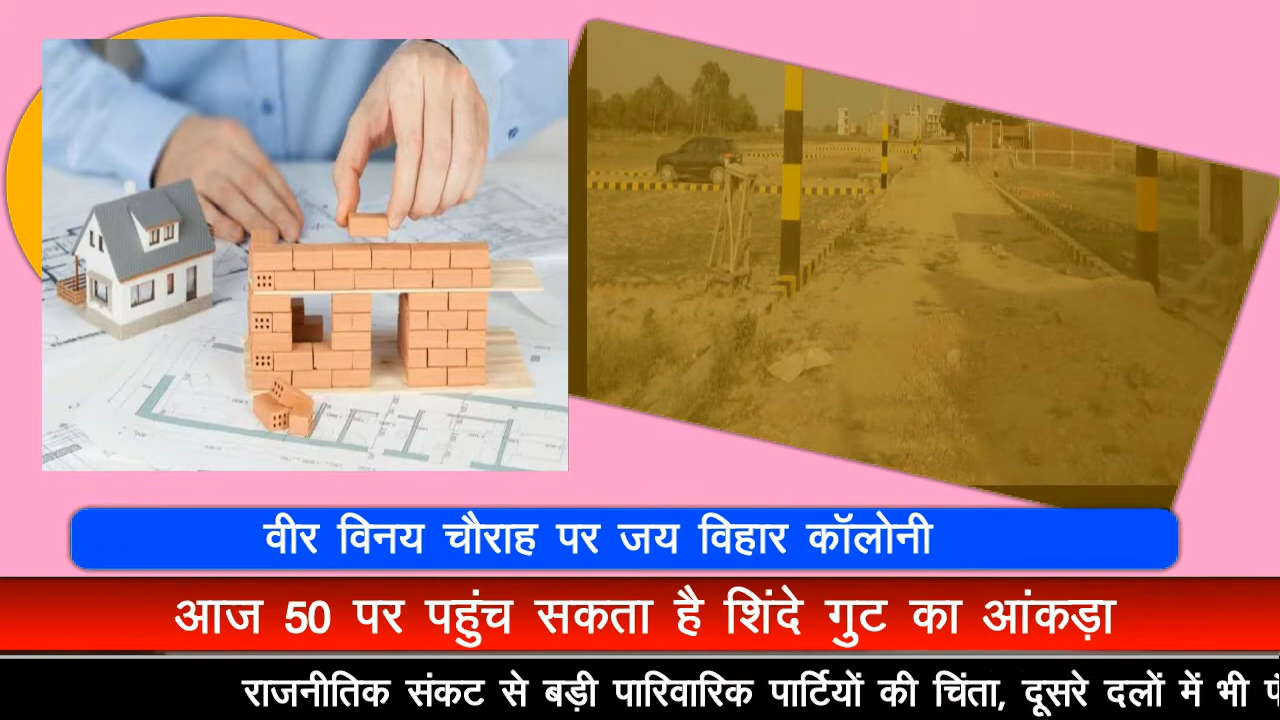 वीर विनय चौराह पर जय विहार कॉलोनी
आज 50 पर पहुंच सकता है शिंदे गुट का आंकड़ा
राजनीतिक संकट से बड़ी पारिवारिक पार्टियों की चिंता, दूसरे दलों में भी